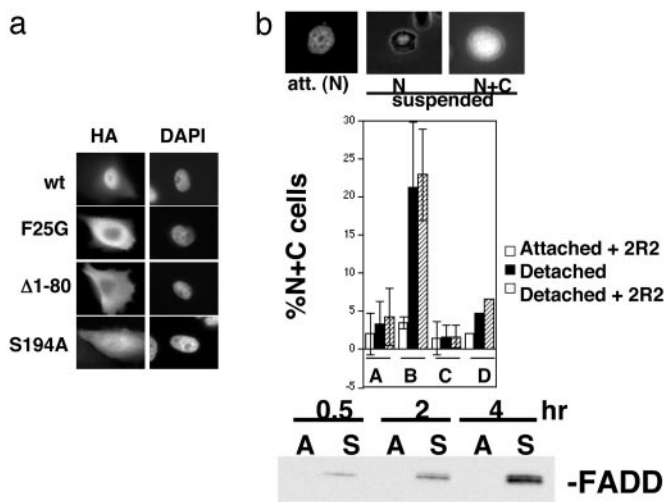 a
b
att. (N)
N
N+C
suspended
HA
DAPI
wt
F25G
Δ1-80
S194A
%N+C cells
30
25
20
15
10
5
0
-5
A
B
C
D
Attached + 2R2
Detached
Detached + 2R2
0.5
2
4
hr
A
S
A
S
A
S
-FADD